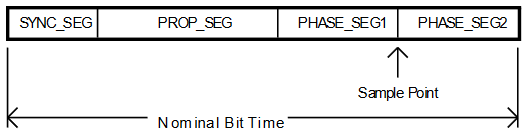 SYNC_SEG PROP_SEG PHASE_SEG1 PHASE_SEG2
Sample Point
Nominal Bit Time